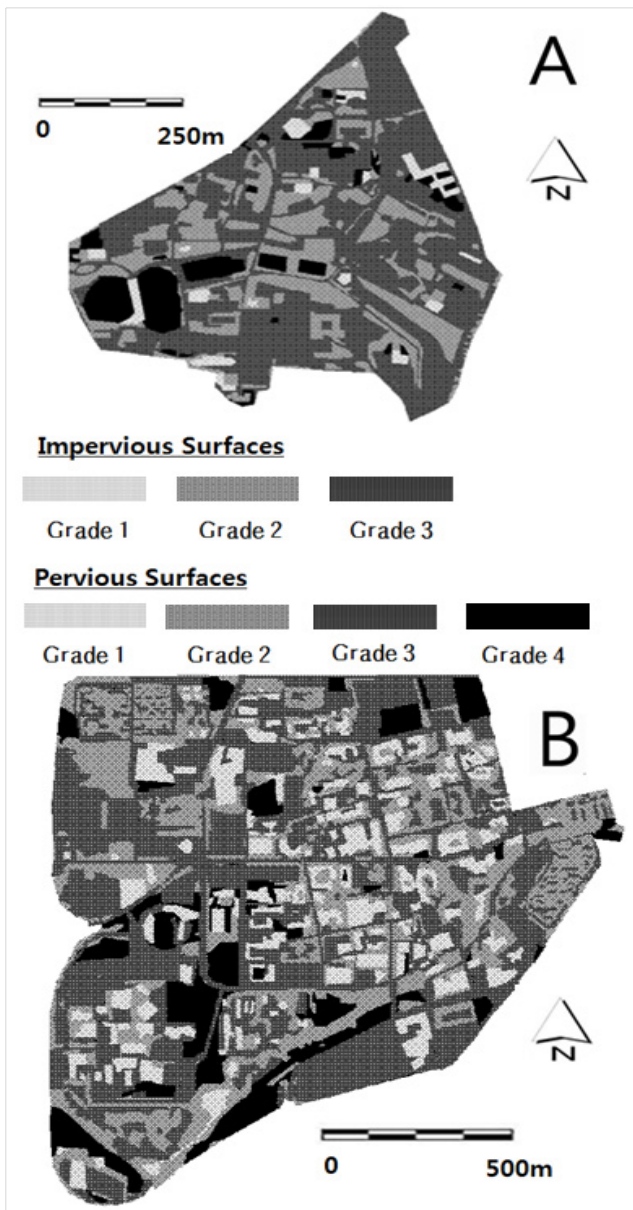 A
0 250m
N
Impervious Surfaces
Grade 1 Grade 2 Grade 3
Pervious Surfaces
Grade 1 Grade 2 Grade 3 Grade 4
B
N
0 500m